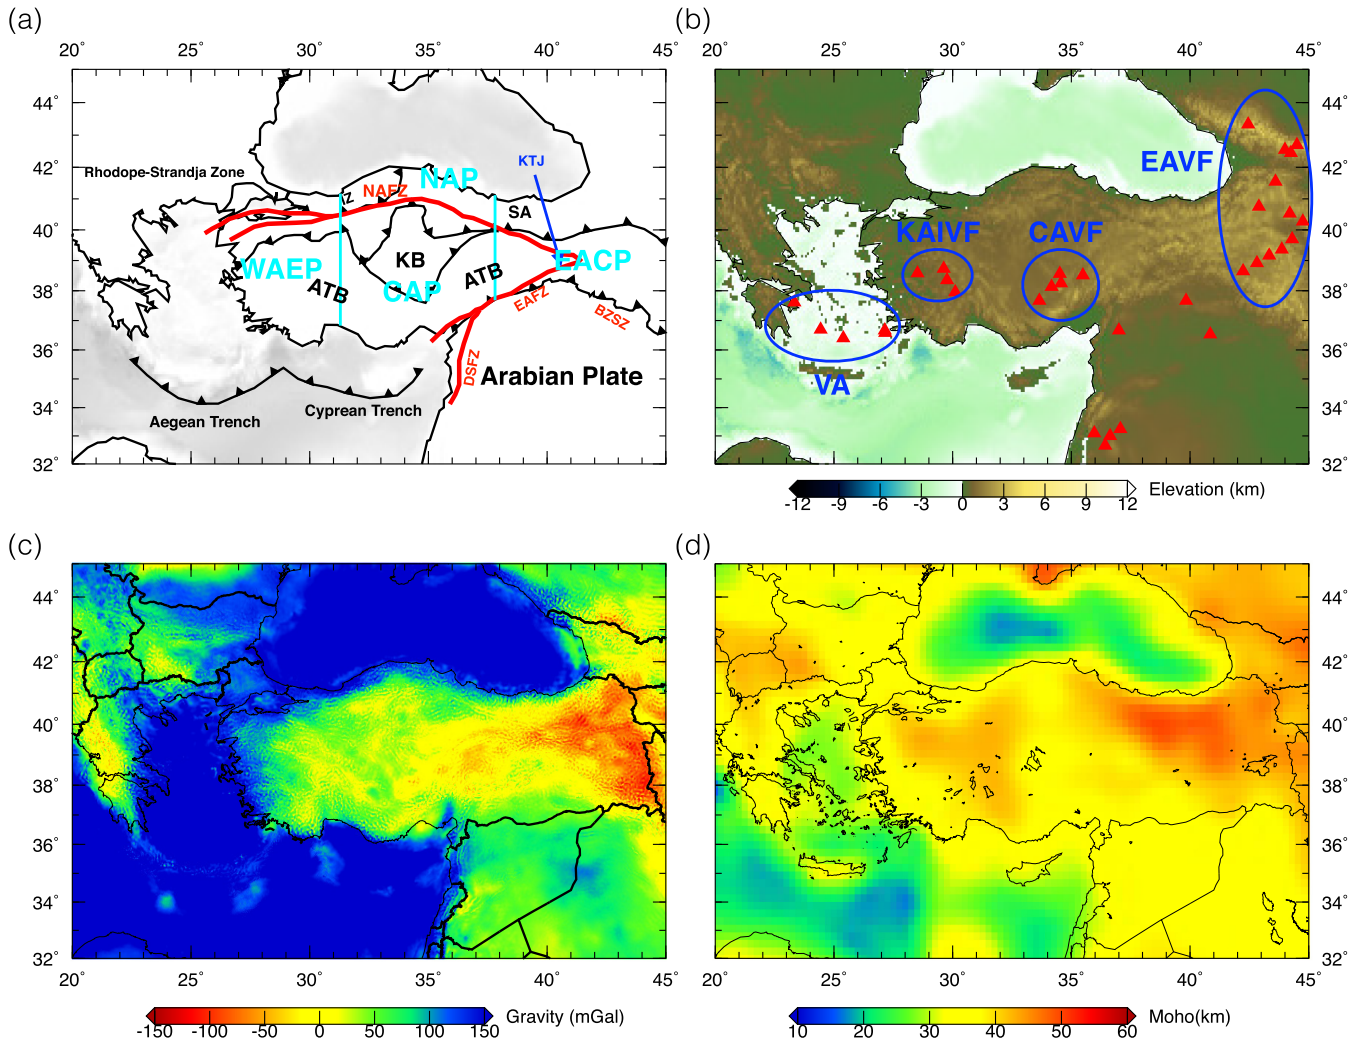 (a)
(b)
20° 25° 30° 35° 40° 45°
20° 25° 30° 35° 40° 45°
44°
42°
40°
38°
36°
34°
32°
Rhodope-Strandja Zone
KTJ
NAP
NAFZ
IZ
SA
KB
EACP
WAEP
ATB
CAP
ATB
EAFZ
BZSZ
DSFZ
Arabian Plate
Cyprean Trench
Aegean Trench
44°
42°
40°
38°
36°
34°
32°
EAVF
KAIVF
CAVF
VA
-12 -9 -6 -3 0 3 6 9 12
Elevation (km)
(c)
(d)
44°
42°
40°
38°
36°
34°
32°
44°
42°
40°
38°
36°
34°
32°
20° 25° 30° 35° 40° 45°
20° 25° 30° 35° 40° 45°
-150 -100 -50 0 50 100 150
Gravity (mGal)
10 20 30 40 50 60
Moho(km)